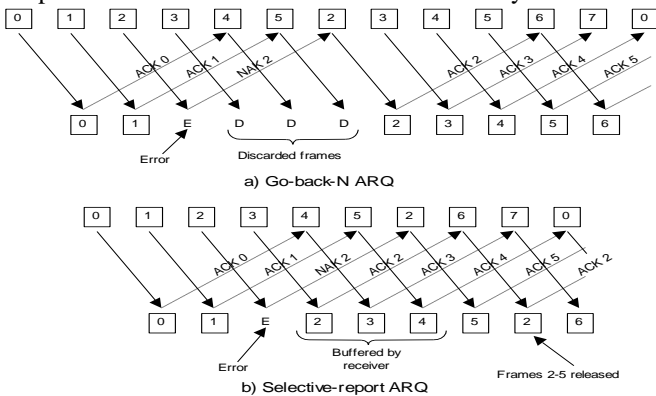 0 1 2 3 4 5 2 3 4 5 6 7 0
ACK 0 ACK 1 NAK 2 ACK 2 ACK 3 ACK 4 ACK 5
0 1 E D D D 2 3 4 5 6
Error
Discarded frames
a) Go-back-N ARQ
0 1 2 3 4 5 2 6 7 0
ACK 0 ACK 1 NAK 2 ACK 2 ACK 3 ACK 4 ACK 5 ACK 2
0 1 E 2 3 4 5 2 6
Buffered by
receiver
Error
Frames 2-5 released
b) Selective-report ARQ